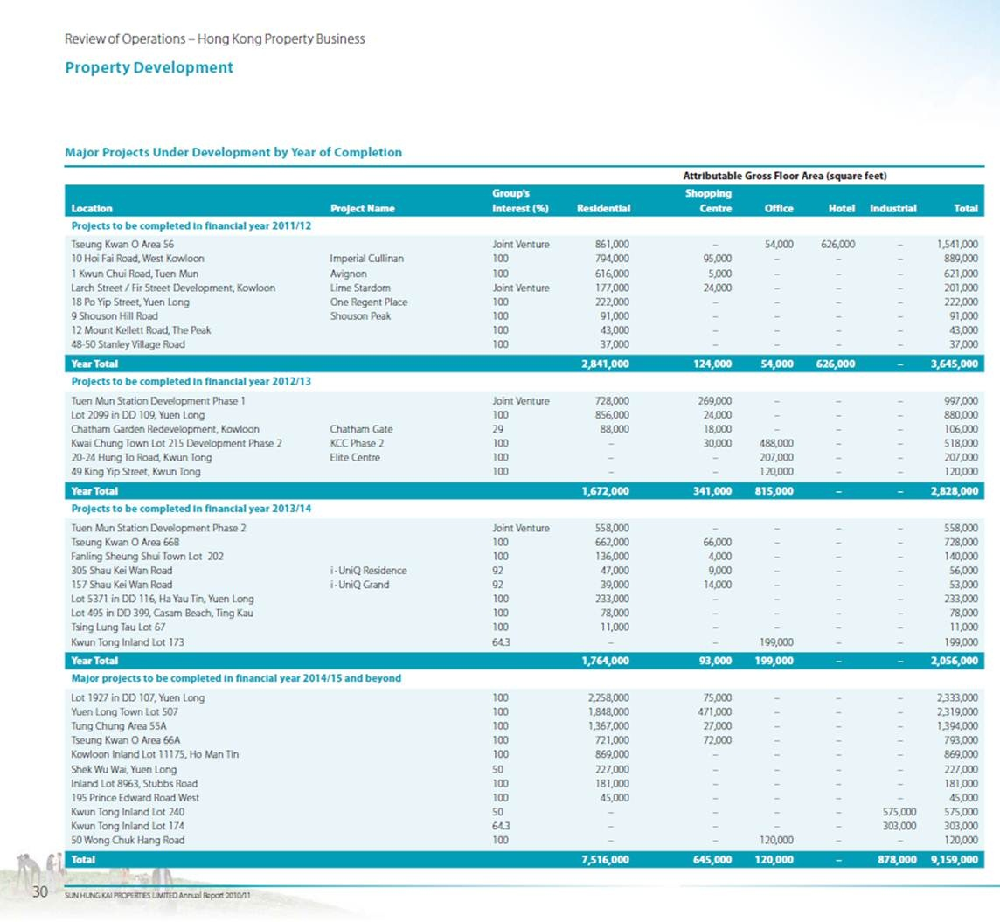 Review of Operations – Hong Kong Property Business
Property Development
Major Projects Under Development by Year of Completion
Attributable Gross Floor Area (square feet)
Group's Shopping
Location Project Name Interest (%) Residential Centre Office Hotel Industrial Total
Projects to be completed in financial year 2011/12
Tseung Kwan O Area 56 Joint Venture 861,000 – 54,000 626,000 – 1,541,000
10 Hoi Fai Road, West Kowloon Imperial Cullinan 100 794,000 95,000 – – – 889,000
1 Kwun Chui Road, Tuen Mun Avignon 100 616,000 5,000 – – – 621,000
Larch Street / Fir Street Development, Kowloon Lime Stardom Joint Venture 177,000 24,000 – – – 201,000
18 Po Yip Street, Yuen Long One Regent Place 100 222,000 – – – – 222,000
9 Shouson Hill Road Shouson Peak 100 91,000 – – – – 91,000
12 Mount Kellett Road, The Peak 100 43,000 – – – – 43,000
48-50 Stanley Village Road 100 37,000 – – – – 37,000
Year Total 2,841,000 124,000 54,000 626,000 – 3,645,000
Projects to be completed in financial year 2012/13
Tuen Mun Station Development Phase 1 Joint Venture 728,000 269,000 – – – 997,000
Lot 2099 in DD 109, Yuen Long 100 856,000 24,000 – – – 880,000
Chatham Garden Redevelopment, Kowloon Chatham Gate 29 88,000 18,000 – – – 106,000
Kwai Chung Town Lot 215 Development Phase 2 KCC Phase 2 100 – 30,000 488,000 – – 518,000
20-24 Hung To Road, Kwun Tong Elite Centre 100 – – 207,000 – – 207,000
49 King Yip Street, Kwun Tong 100 – – 120,000 – – 120,000
Year Total 1,672,000 341,000 815,000 – – 2,828,000
Projects to be completed in financial year 2013/14
Tuen Mun Station Development Phase 2 Joint Venture 558,000 – – – – 558,000
Tseung Kwan O Area 66B 100 662,000 66,000 – – – 728,000
Fanling Sheung Shui Town Lot 202 100 136,000 4,000 – – – 140,000
305 Shau Kei Wan Road i-UniQ Residence 92 47,000 9,000 – – – 56,000
157 Shau Kei Wan Road i-UniQ Grand 92 39,000 14,000 – – – 53,000
Lot 5371 in DD 116, Ha Yau Tin, Yuen Long 100 233,000 – – – – 233,000
Lot 495 in DD 399, Casam Beach, Ting Kau 100 78,000 – – – – 78,000
Tsing Lung Tau Lot 67 100 11,000 – – – – 11,000
Kwun Tong Inland Lot 173 64.3 – – 199,000 – – 199,000
Year Total 1,764,000 93,000 199,000 – – 2,056,000
Major projects to be completed in financial year 2014/15 and beyond
Lot 1927 in DD 107, Yuen Long 100 2,258,000 75,000 – – – 2,333,000
Yuen Long Town Lot 507 100 1,848,000 471,000 – – – 2,319,000
Tung Chung Area 55A 100 1,367,000 27,000 – – – 1,394,000
Tseung Kwan O Area 66A 100 721,000 72,000 – – – 793,000
Kowloon Inland Lot 11175, Ho Man Tin 100 869,000 – – – – 869,000
Shek Wu Wai, Yuen Long 50 227,000 – – – – 227,000
Inland Lot 8963, Stubbs Road 100 181,000 – – – – 181,000
195 Prince Edward Road West 100 45,000 – – – – 45,000
Kwun Tong Inland Lot 240 50 – – – – 575,000 575,000
Kwun Tong Inland Lot 174 64.3 – – – – 303,000 303,000
50 Wong Chuk Hang Road 100 – – 120,000 – – 120,000
Total 7,516,000 645,000 120,000 – 878,000 9,159,000
30 SUN HUNG KAI PROPERTIES LIMITED Annual Report 2010/11